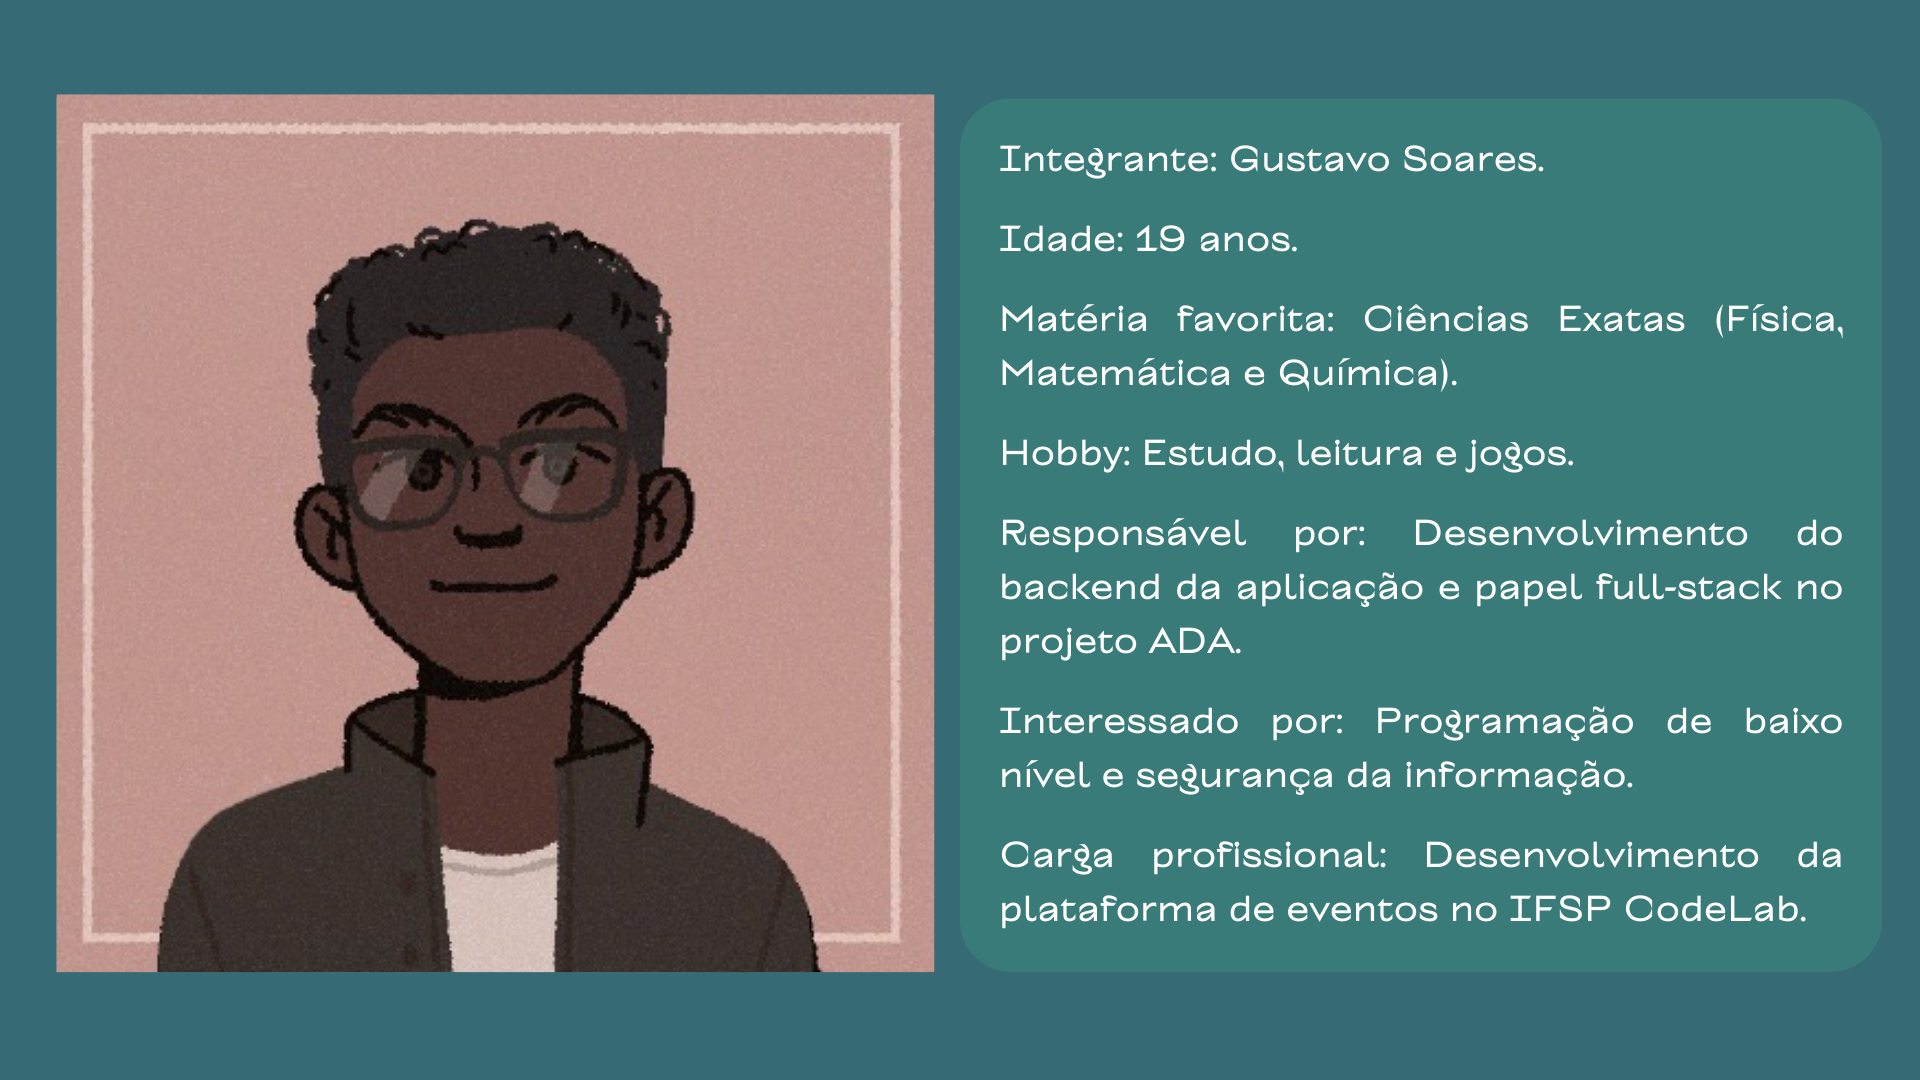 Integrante: Gustavo Soares.
Idade: 19 anos.
Matéria favorita: Ciências Exatas (Física,
Matemática e Química).
Hobby: Estudo, leitura e jogos.
Responsável por: Desenvolvimento do
backend da aplicação e papel full-stack no
projeto ADA.
Interessado por: Programação de baixo
nível e segurança da informação.
Carga profissional: Desenvolvimento da
plataforma de eventos no IFSP CodeLab.